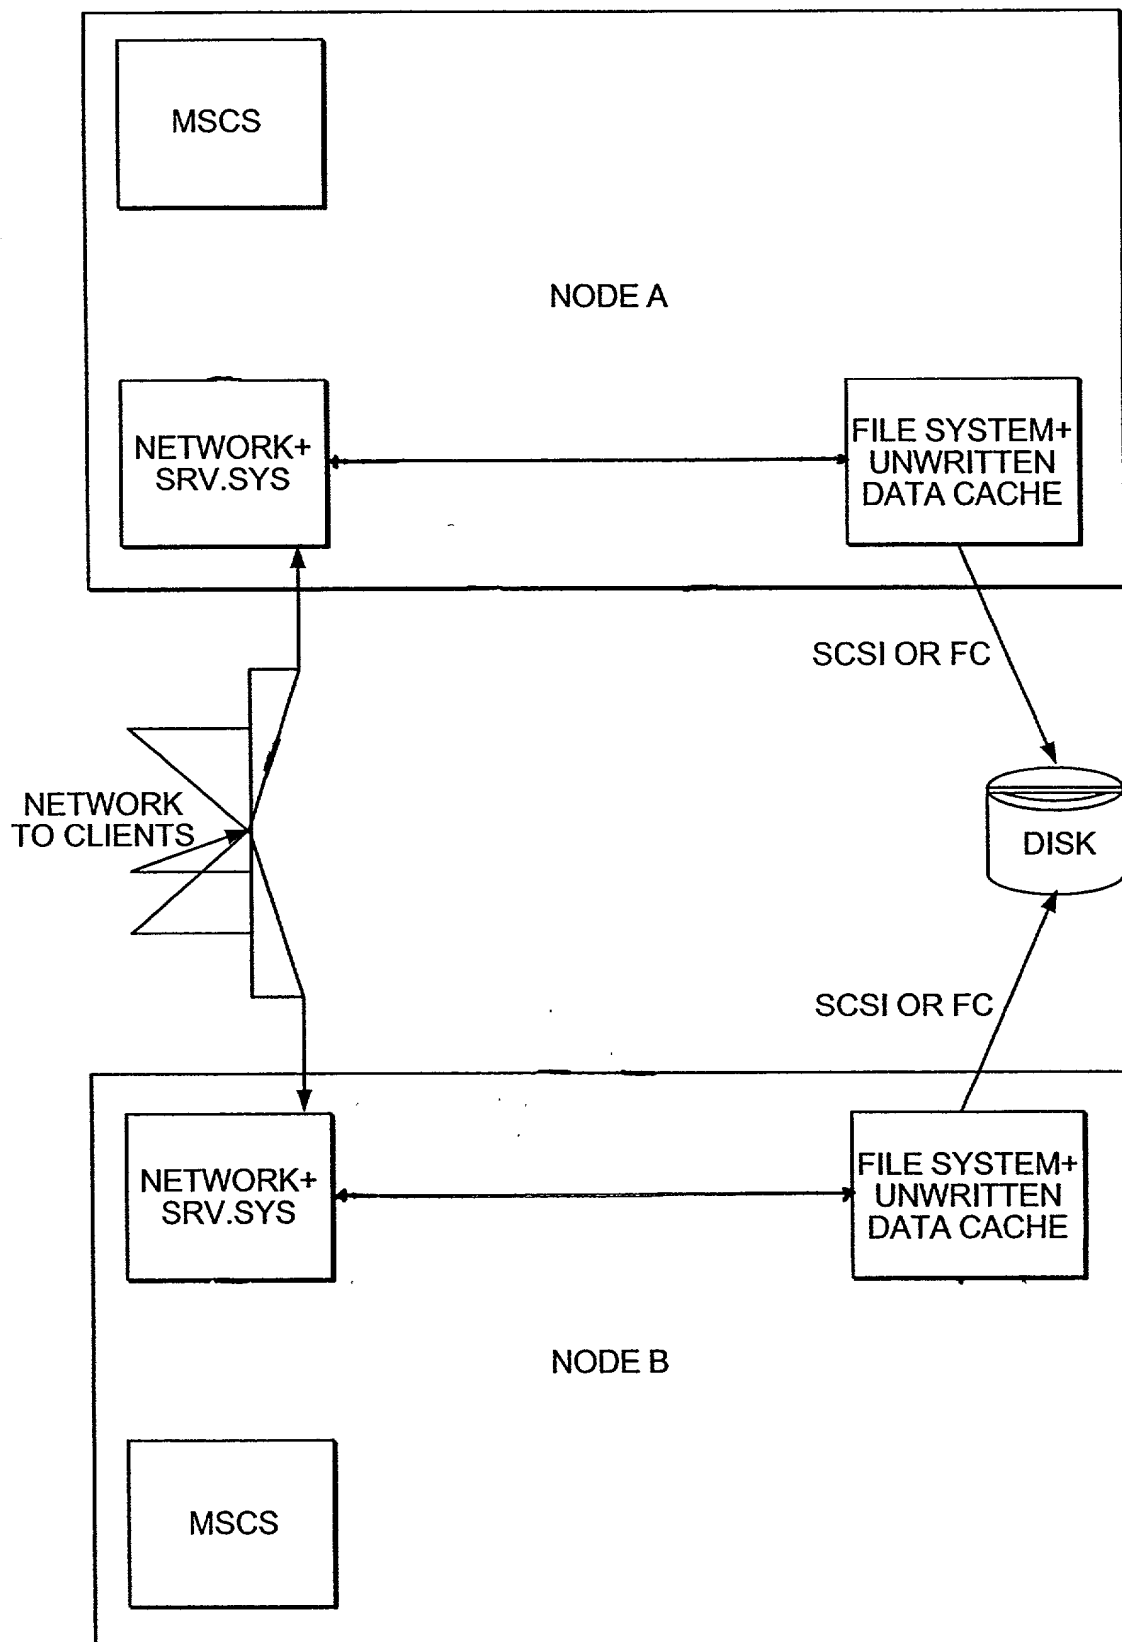 MSCS
NODE A
NETWORK+
SRV.SYS
FILE SYSTEM+
UNWRITTEN
DATA CACHE
SCSI OR FC
NETWORK
TO CLIENTS
DISK
SCSI OR FC
NETWORK+
SRV.SYS
FILE SYSTEM+
UNWRITTEN
DATA CACHE
NODE B
MSCS